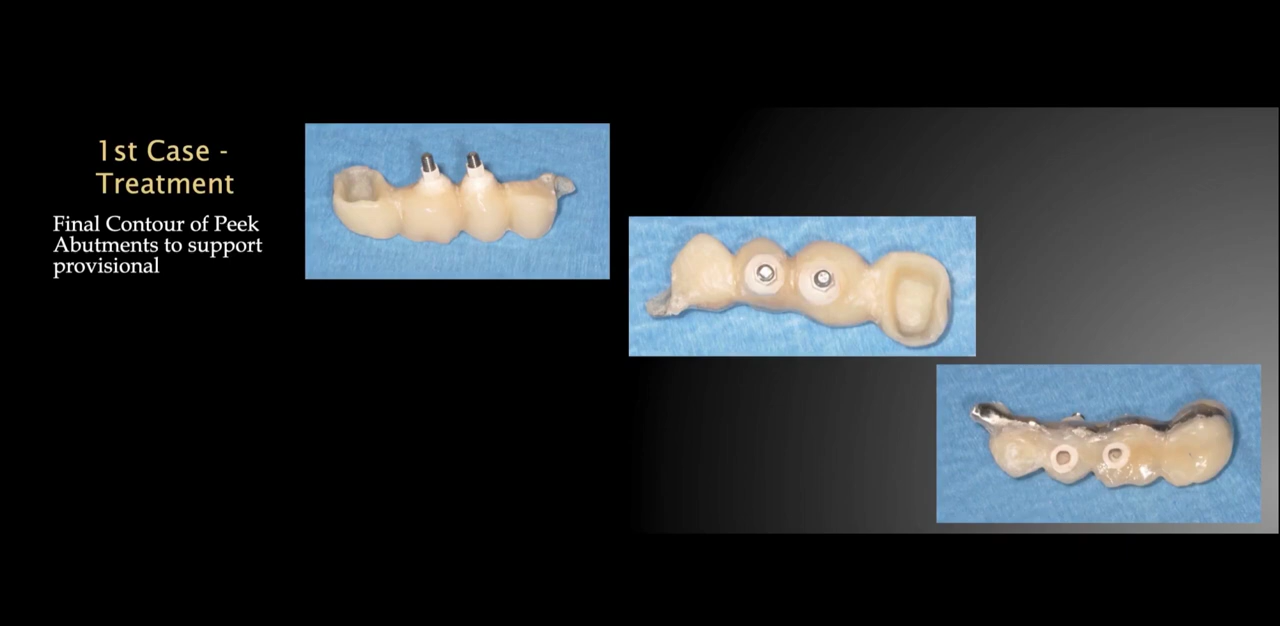 1st Case -
Treatment
Final Contour of Peek
Abutments to support
provisional